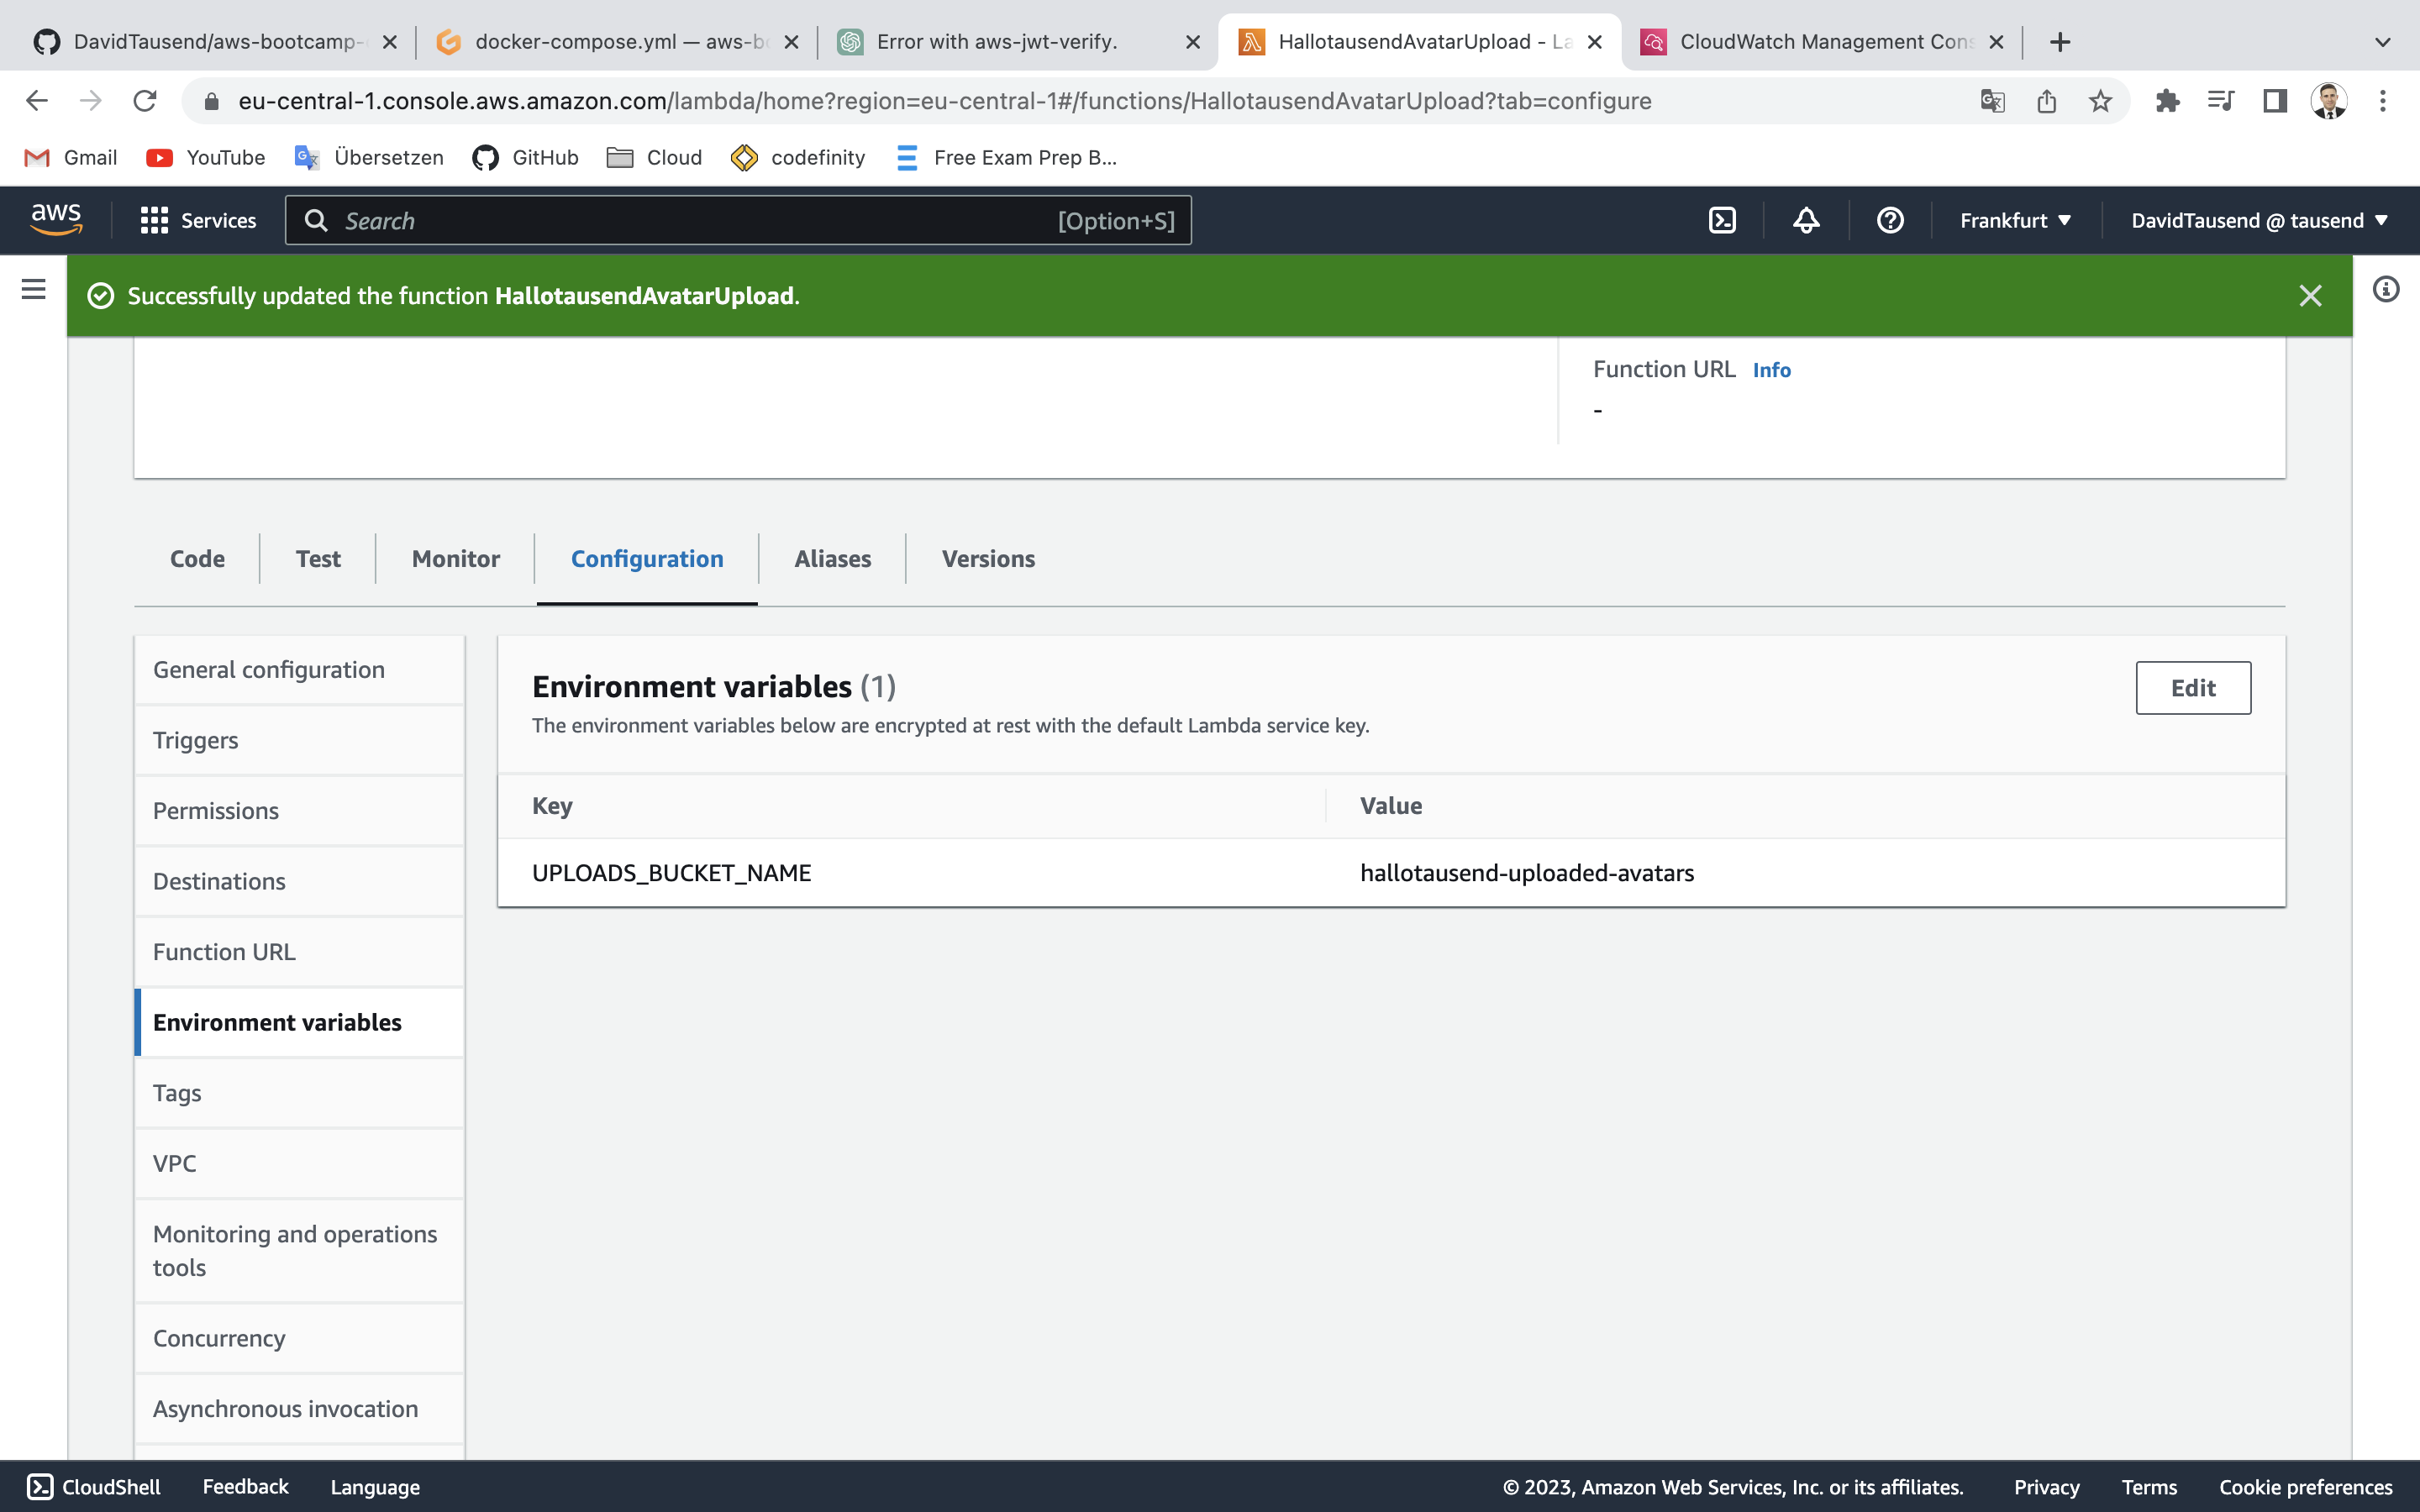 DavidTausend/aws-bootcamp-
docker-compose.yml — aws-bo
Error with aws-jwt-verify.
HallotausendAvatarUpload - La
CloudWatch Management Cons
eu-central-1.console.aws.amazon.com/lambda/home?region=eu-central-1#/functions/HallotausendAvatarUpload?tab=configure
Gmail
YouTube
Übersetzen
GitHub
Cloud
codefinity
Free Exam Prep B...
aws
Services
Search
[Option+S]
Frankfurt
DavidTausend @ tausend
Successfully updated the function HallotausendAvatarUpload.
Function URL Info
-
Code
Test
Monitor
Configuration
Aliases
Versions
General configuration
Triggers
Permissions
Destinations
Function URL
Environment variables
Tags
VPC
Monitoring and operations
tools
Concurrency
Asynchronous invocation
Environment variables (1)
Edit
The environment variables below are encrypted at rest with the default Lambda service key.
Key
Value
UPLOADS_BUCKET_NAME
hallotausend-uploaded-avatars
CloudShell
Feedback
Language
© 2023, Amazon Web Services, Inc. or its affiliates.
Privacy
Terms
Cookie preferences